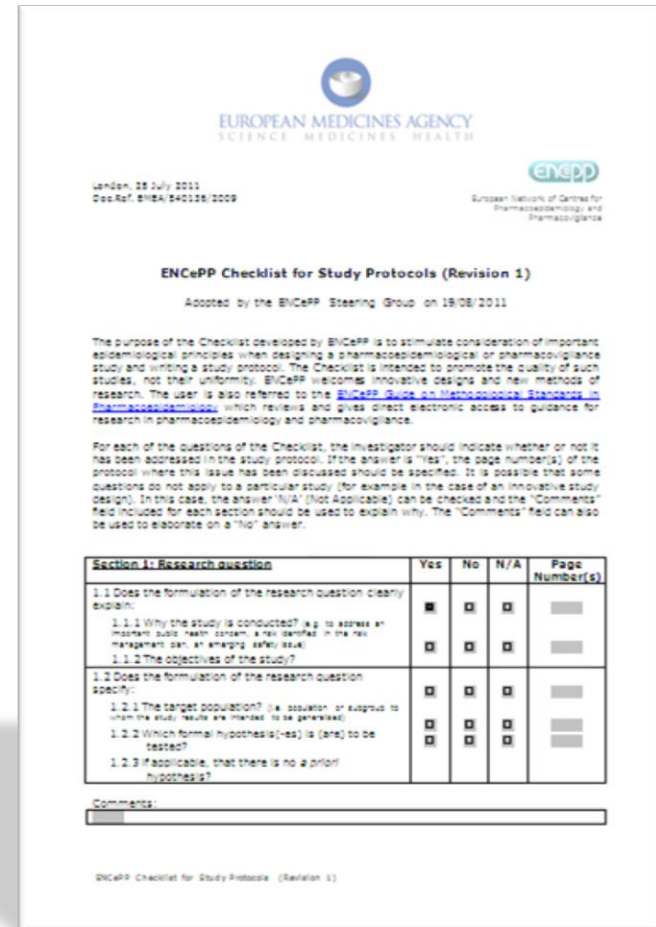 EUROPEAN MEDICINES AGENCY
SCIENCE MEDICINES HEALTH
London, 28 July 2011
Doc.Ref. EMEA/540136/2009
ENCePP
European Network of Centres for
Pharmacoepidemiology and
Pharmacovigilance
ENCePP Checklist for Study Protocols (Revision 1)
Adopted by the ENCePP Steering Group on 19/08/2011
The purpose of the Checklist developed by ENCePP is to stimulate consideration of important
epidemiological principles when designing a pharmacoepidemiological or pharmacovigilance
study and writing a study protocol. The Checklist is intended to promote the quality of such
studies, not their uniformity. ENCePP welcomes innovative designs and new methods of
research. The user is also referred to the ENCePP Guide on Methodological Standards in
Pharmacoepidemiology which reviews and gives direct electronic access to guidance for
research in pharmacoepidemiology and pharmacovigilance.
For each of the questions of the Checklist, the investigator should indicate whether or not it
has been addressed in the study protocol. If the answer is "Yes", the page number(s) of the
protocol where this issue has been discussed should be specified. It is possible that some
questions do not apply to a particular study (for example in the case of an innovative study
design). In this case, the answer 'N/A' (Not Applicable) can be checked and the "Comments"
field included for each section should be used to explain why. The "Comments" field can also
be used to elaborate on a "No" answer.
Section 1: Research question Yes No N/A Page
Number(s)
1.1 Does the formulation of the research question clearly
explain:
1.1.1 Why the study is conducted? (e.g. to address an
important public health concern, a risk identified in the risk
management plan, an emerging safety issue)
1.1.2 The objectives of the study?
1.2 Does the formulation of the research question
specify:
1.2.1 The target population? (i.e. population or subgroup to
whom the study results are intended to be generalised)
1.2.2 Which formal hypothesis(-es) is (are) to be
tested?
1.2.3 if applicable, that there is no a priori
hypothesis?
Comments:
ENCePP Checklist for Study Protocols (Revision 1)